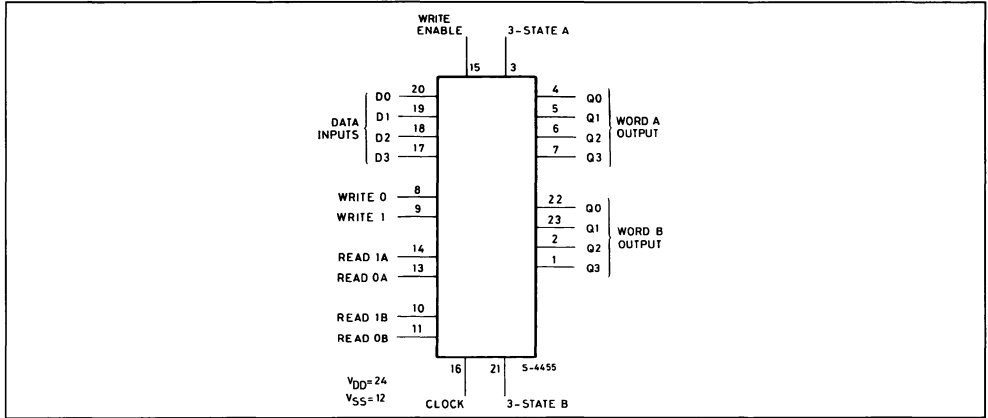 WRITE
ENABLE
3-STATE A
15
3
D0
20
D1
19
D2
18
D3
17
DATA
INPUTS
4
Q0
5
Q1
6
Q2
7
Q3
WORD A
OUTPUT
WRITE 0
8
WRITE 1
9
22
Q0
23
Q1
2
Q2
1
Q3
WORD B
OUTPUT
READ 1A
14
READ 0A
13
READ 1B
10
READ 0B
11
16
21
S-4455
VDD=24
VSS=12
CLOCK
3-STATE B